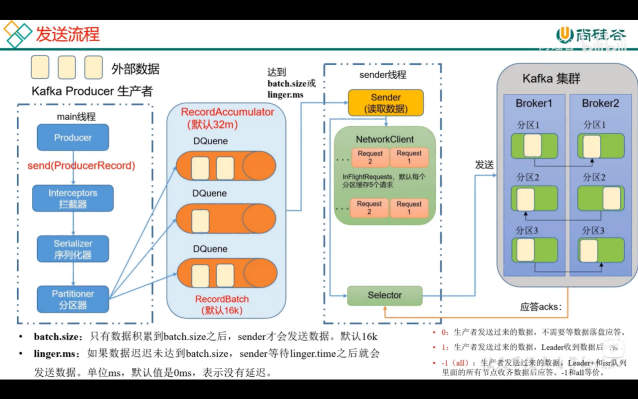 发送流程
尚硅谷
外部数据
Kafka Producer 生产者
main线程
Producer
send(ProducerRecord)
Interceptors
拦截器
Serializer
序列化器
Partitioner
分区器
RecordAccumulator
(默认32m)
DQuene
DQuene
DQuene
RecordBatch
(默认16k)
达到
batch.size或
linger.ms
sender线程
Sender
(读取数据)
NetworkClient
... Request 2 Request 1
InFlightRequests，默认每个
分区缓存5个请求
... Request 2 Request 1
Selector
发送
Kafka 集群
Broker1
分区1
分区2
分区3
Broker2
分区1
分区2
分区3
应答acks：
• batch.size：只有数据积累到batch.size之后，sender才会发送数据。默认16k
• linger.ms：如果数据迟迟未达到batch.size，sender等待linger.time之后就会
发送数据。单位ms，默认值是0ms，表示没有延迟。
• 0：生产者发送过来的数据，不需要等数据落盘应答。
• 1：生产者发送过来的数据，Leader收到数据后
• -1（all）：生产者发送过来的数据，Leader+和isr队列
里面的所有节点收齐数据后应答。-1和all等价。